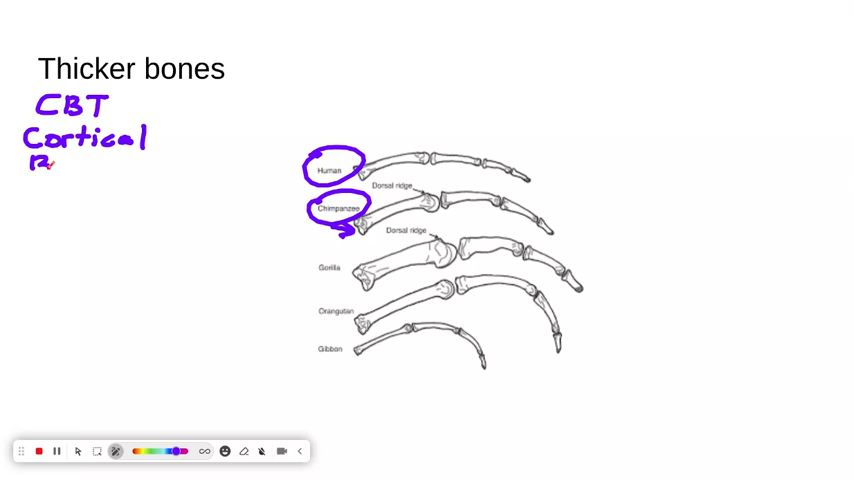 Thicker bones
CBT
Cortical
B
Human
Dorsal ridge
Chimpanzee
Dorsal ridge
Gorilla
Orangutan
Gibbon